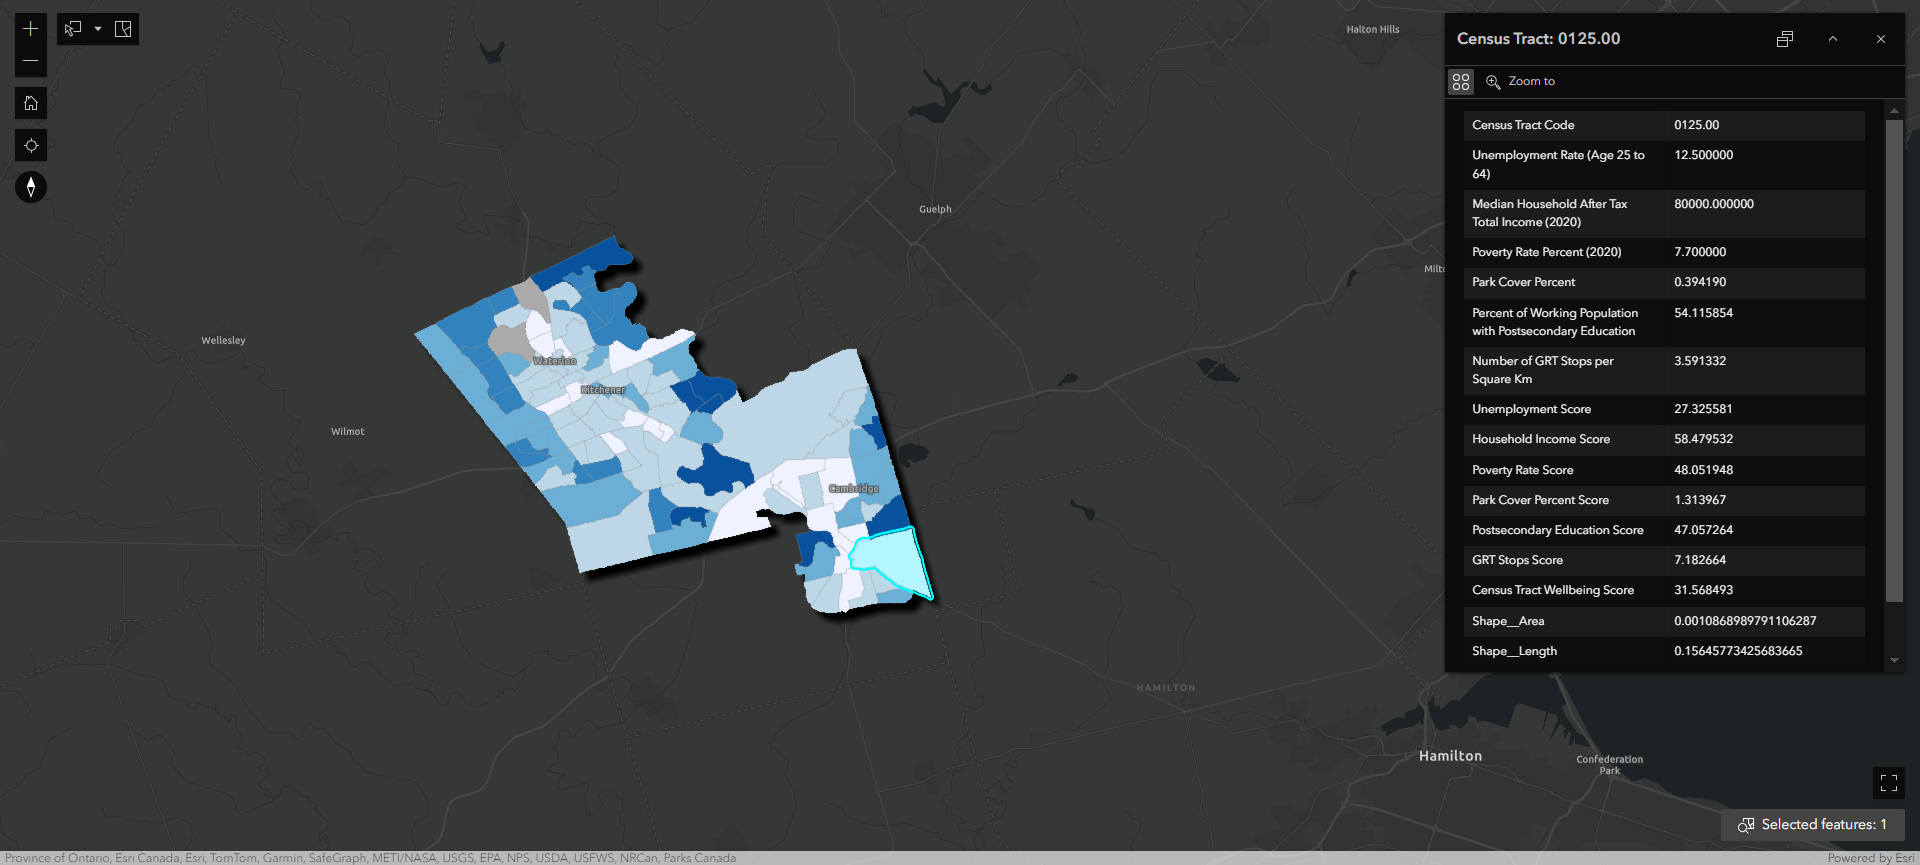 Halton Hills
Guelph
Milto
Wellesley
Waterloo
Kitchener
Wilmot
Cambridge
HAMILTON
Hamilton
Confederation
Park
Census Tract: 0125.00
Zoom to
Census Tract Code 0125.00
Unemployment Rate (Age 25 to 12.500000
64)
Median Household After Tax 80000.000000
Total Income (2020)
Poverty Rate Percent (2020) 7.700000
Park Cover Percent 0.394190
Percent of Working Population 54.115854
with Postsecondary Education
Number of GRT Stops per 3.591332
Square Km
Unemployment Score 27.325581
Household Income Score 58.479532
Poverty Rate Score 48.051948
Park Cover Percent Score 1.313967
Postsecondary Education Score 47.057264
GRT Stops Score 7.182664
Census Tract Wellbeing Score 31.568493
Shape__Area 0.0010868989791106287
Shape__Length 0.15645773425683665
Selected features: 1
Province of Ontario, Esri Canada, Esri, TomTom, Garmin, SafeGraph, METI/NASA, USGS, EPA, NPS, USDA, USFWS, NRCan, Parks Canada
Powered by Esri